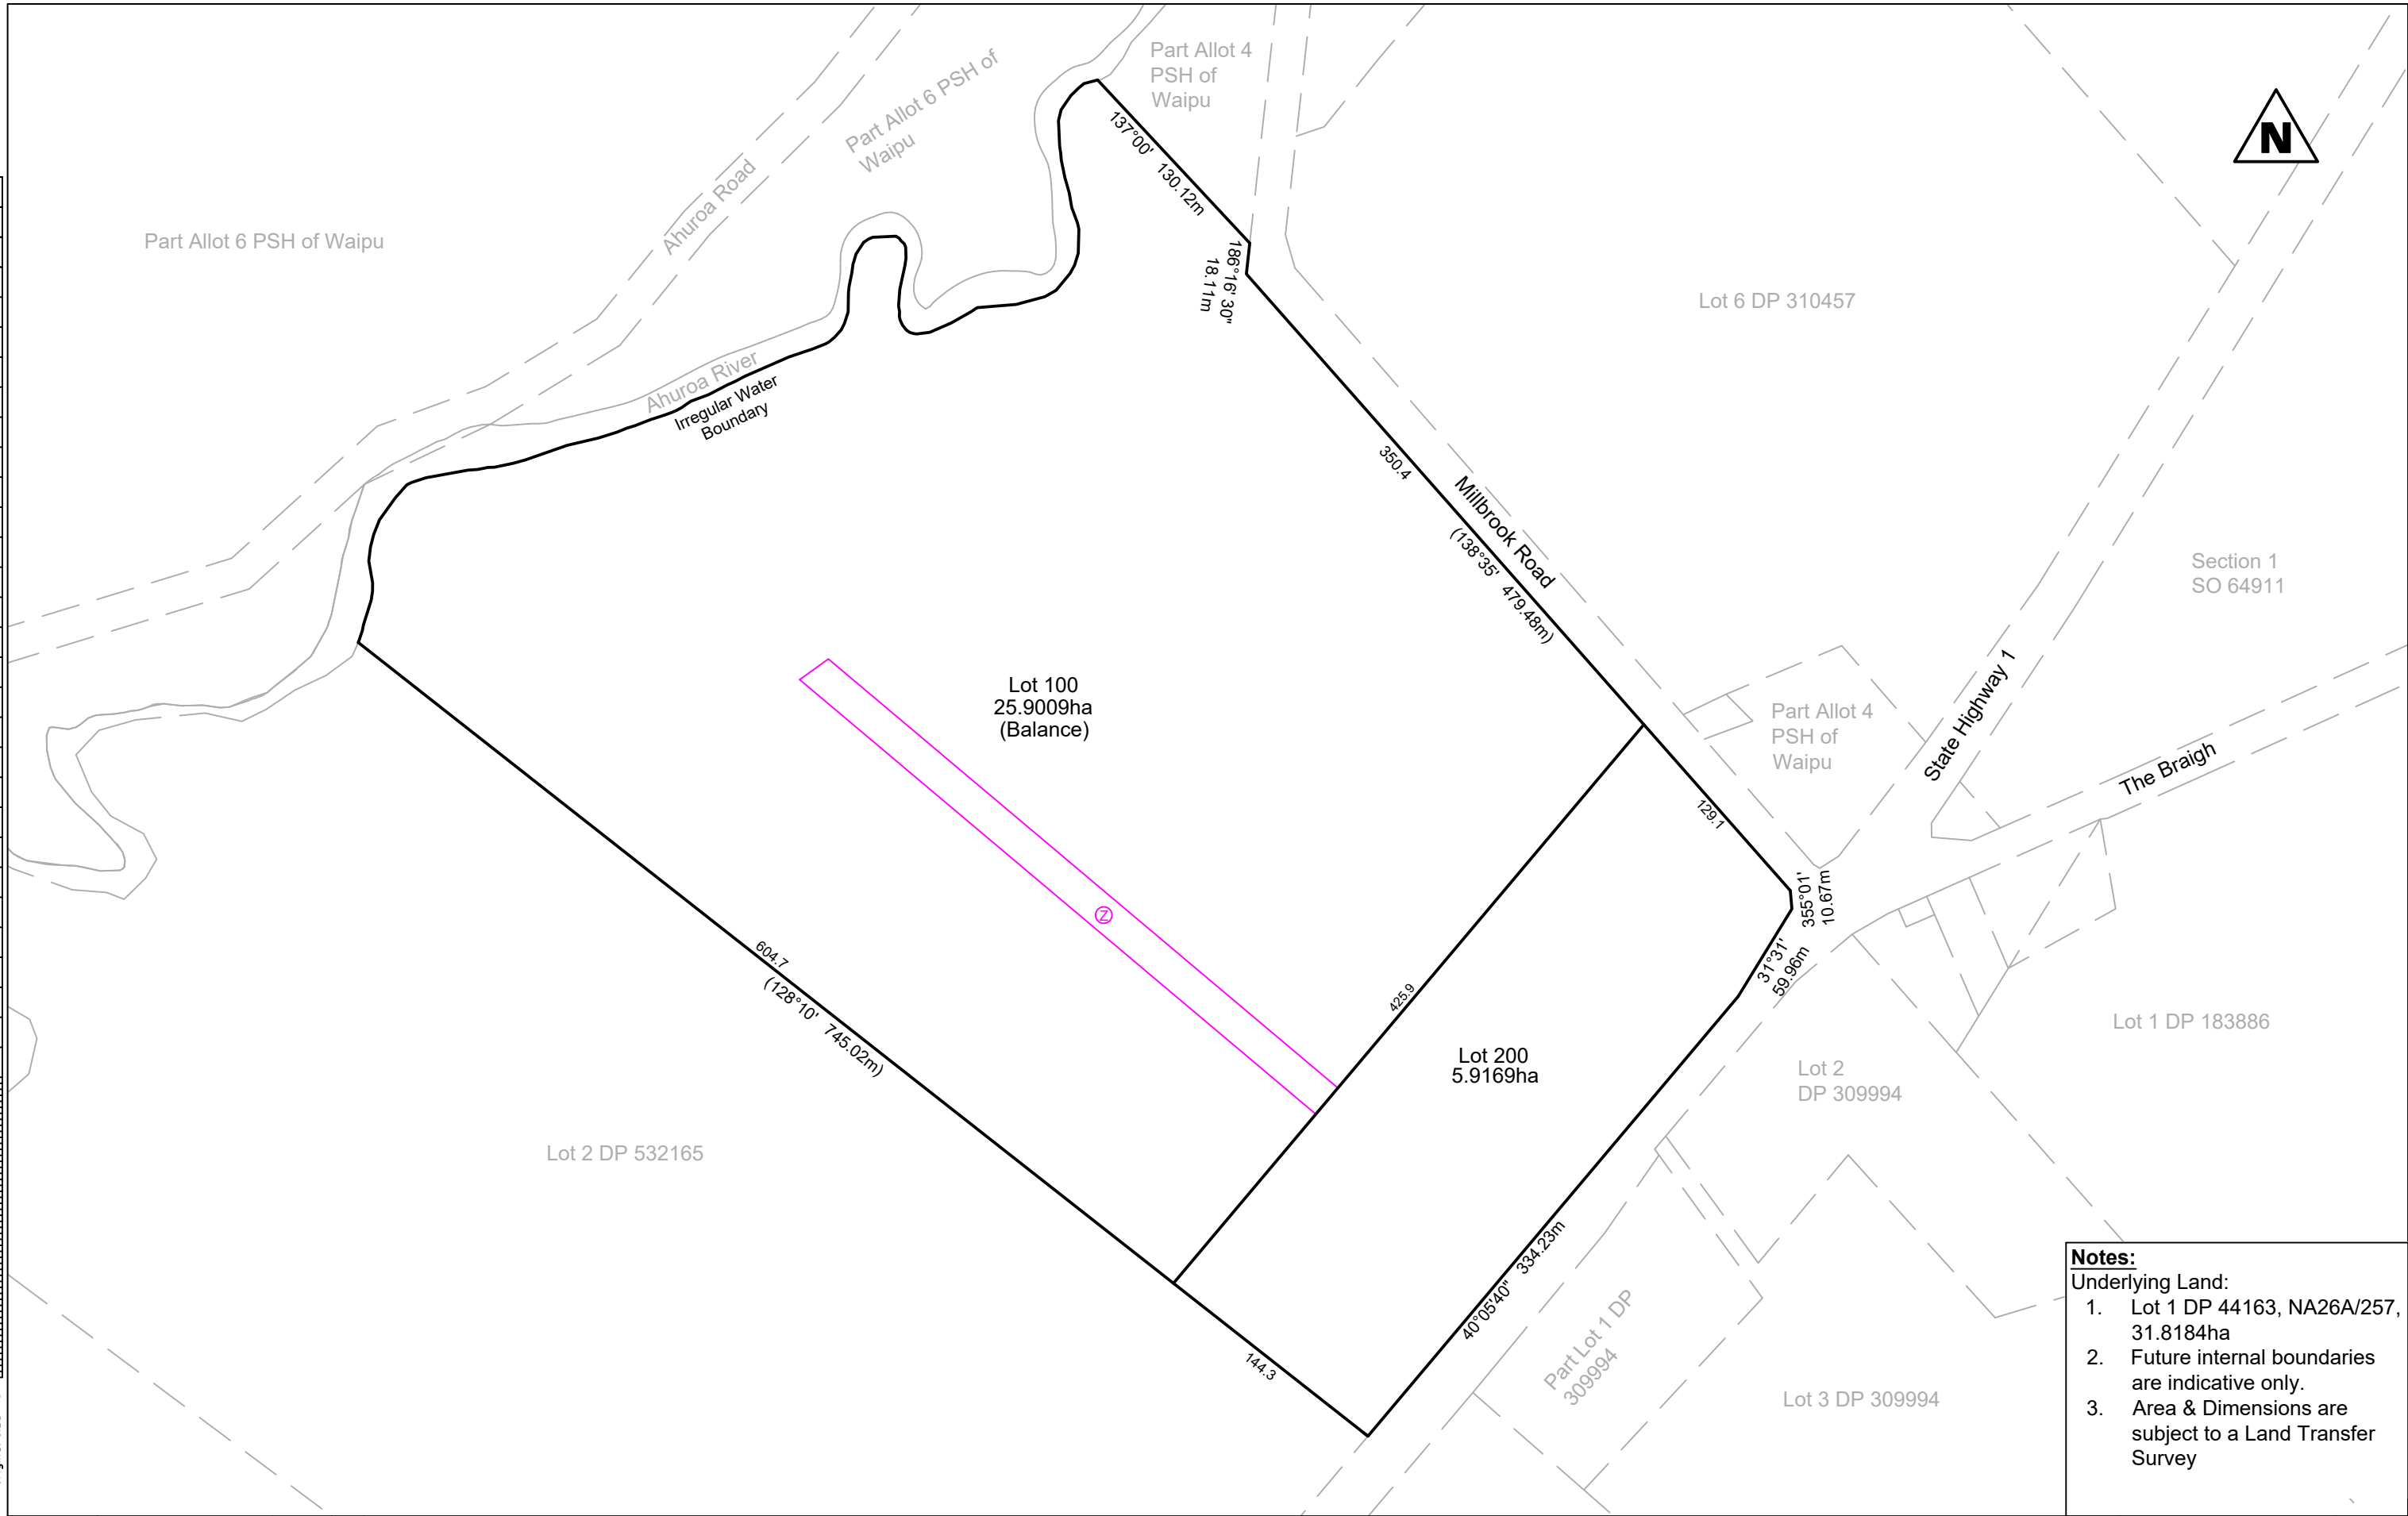 Part Allot 4
PSH of
Waipu
Part Allot 6 PSH of
Waipu
N
Ahuroa Road
137°00' 130.12m
Part Allot 6 PSH of Waipu
186°16' 30"
18.11m
Lot 6 DP 310457
Ahuroa River
Irregular Water
Boundary
350.4
Millbrook Road
(138°35' 479.48m)
Section 1
SO 64911
Lot 100
25.9009ha
(Balance)
Part Allot 4
PSH of
Waipu
State Highway 1
The Braigh
129.1
355°01'
10.67m
Z
31°31'
59.96m
604.7
(128°10' 745.02m)
425.9
Lot 1 DP 183886
Lot 200
5.9169ha
Lot 2
DP 309994
Lot 2 DP 532165
40°05'40" 334.23m
144.3
Part Lot 1 DP
309994
Lot 3 DP 309994
Notes:
Underlying Land:
1. Lot 1 DP 44163, NA26A/257,
31.8184ha
2. Future internal boundaries
are indicative only.
3. Area & Dimensions are
subject to a Land Transfer
Survey